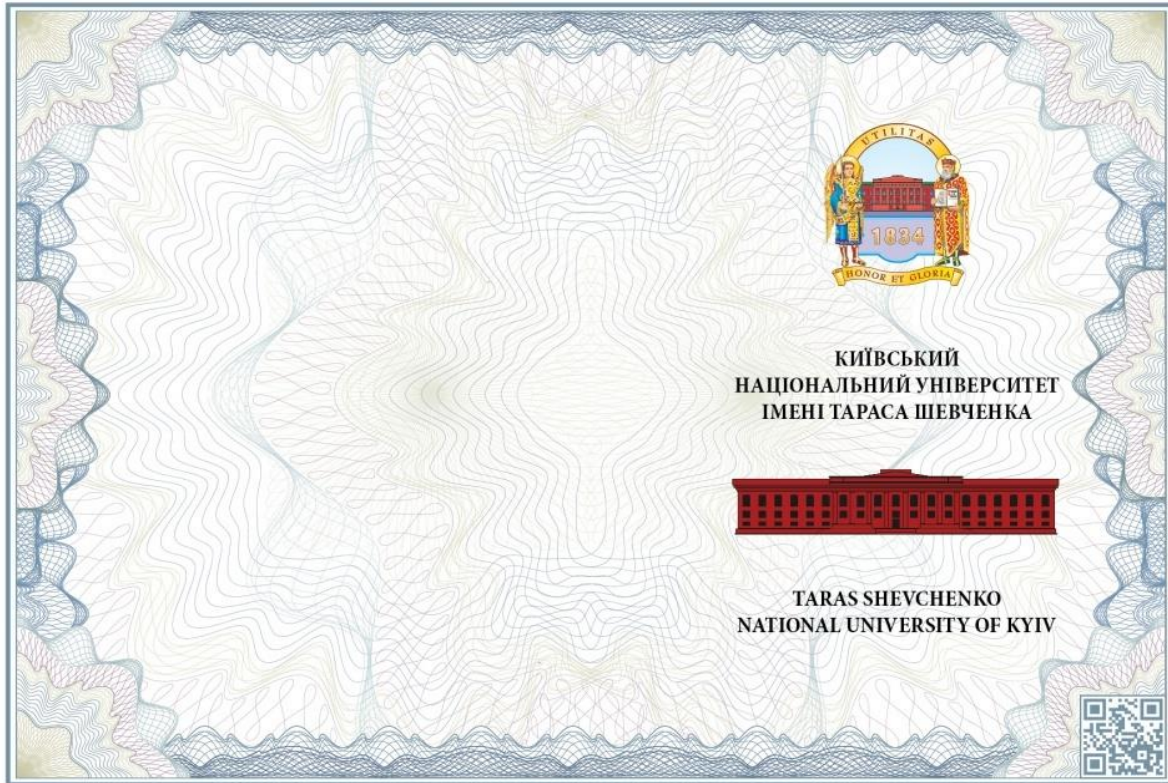 UTILITAS
1834
HONOR ET GLORIA
КИЇВСЬКИЙ
НАЦІОНАЛЬНИЙ УНІВЕРСИТЕТ
ІМЕНІ ТАРАСА ШЕВЧЕНКА
TARAS SHEVCHENKO
NATIONAL UNIVERSITY OF KYIV